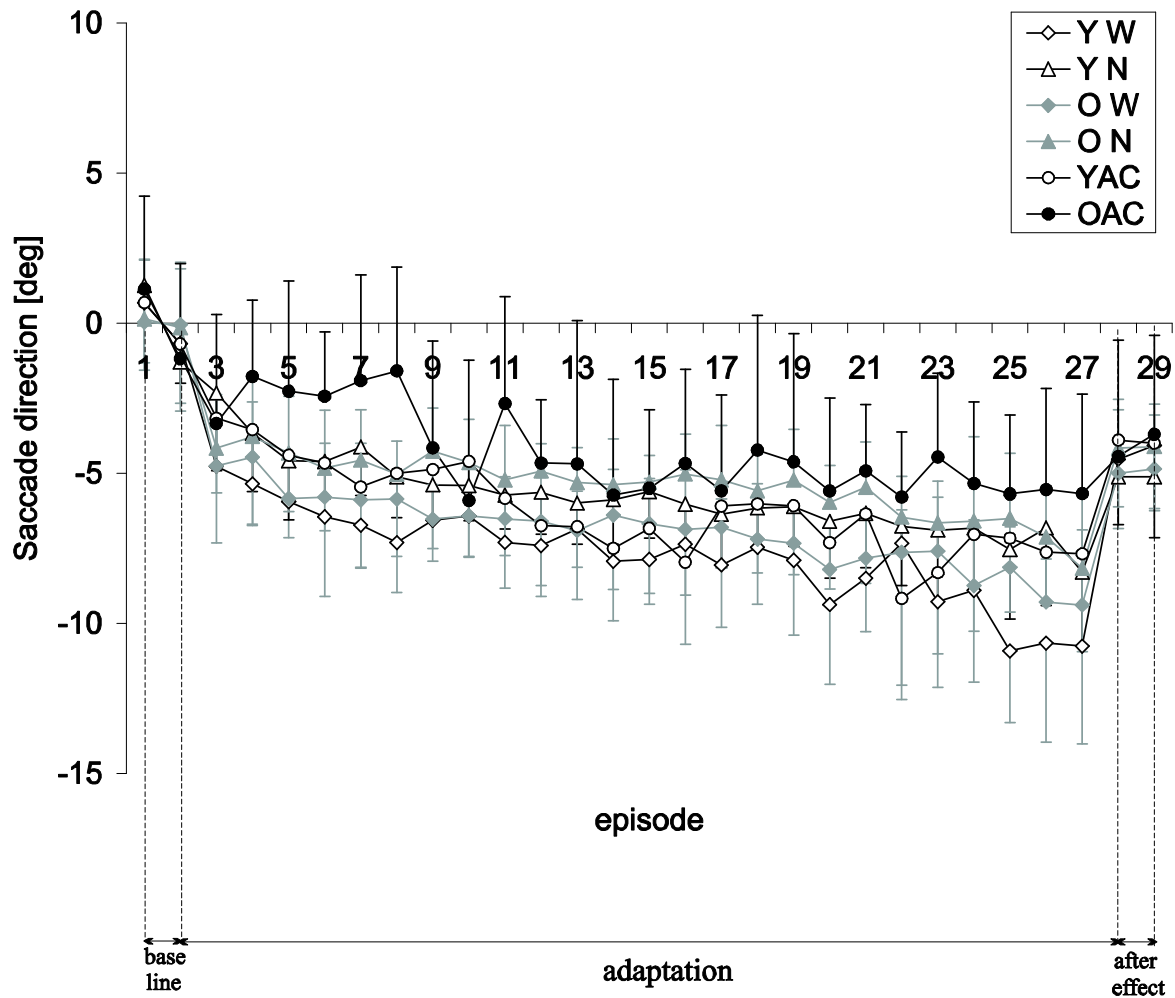 10
5
0
-5
-10
-15
Saccade direction [deg]
Y W
Y N
O W
O N
YAC
OAC
1 3 5 7 9 11 13 15 17 19 21 23 25 27 29
episode
base
line
adaptation
after
effect